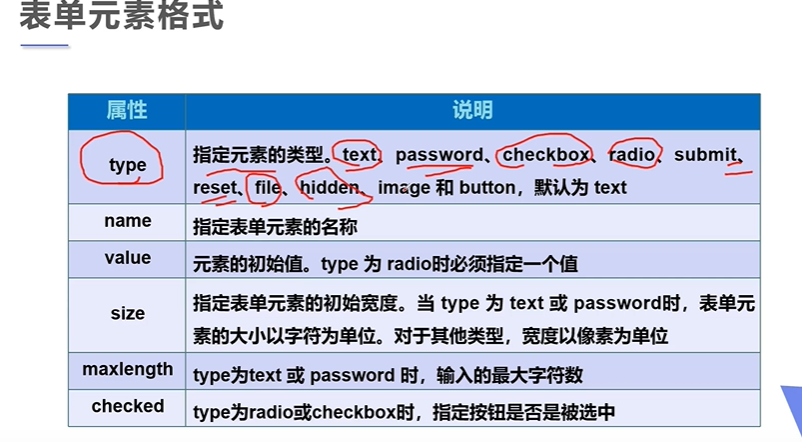 表单元素格式
属性 说明
type 指定元素的类型。text、password、checkbox、radio、submit、
reset、file、hidden、image 和 button，默认为 text
name 指定表单元素的名称
value 元素的初始值。type 为 radio时必须指定一个值
size 指定表单元素的初始宽度。当 type 为 text 或 password时，表单元
素的大小以字符为单位。对于其他类型，宽度以像素为单位
maxlength type为text 或 password 时，输入的最大字符数
checked type为radio或checkbox时，指定按钮是否是被选中